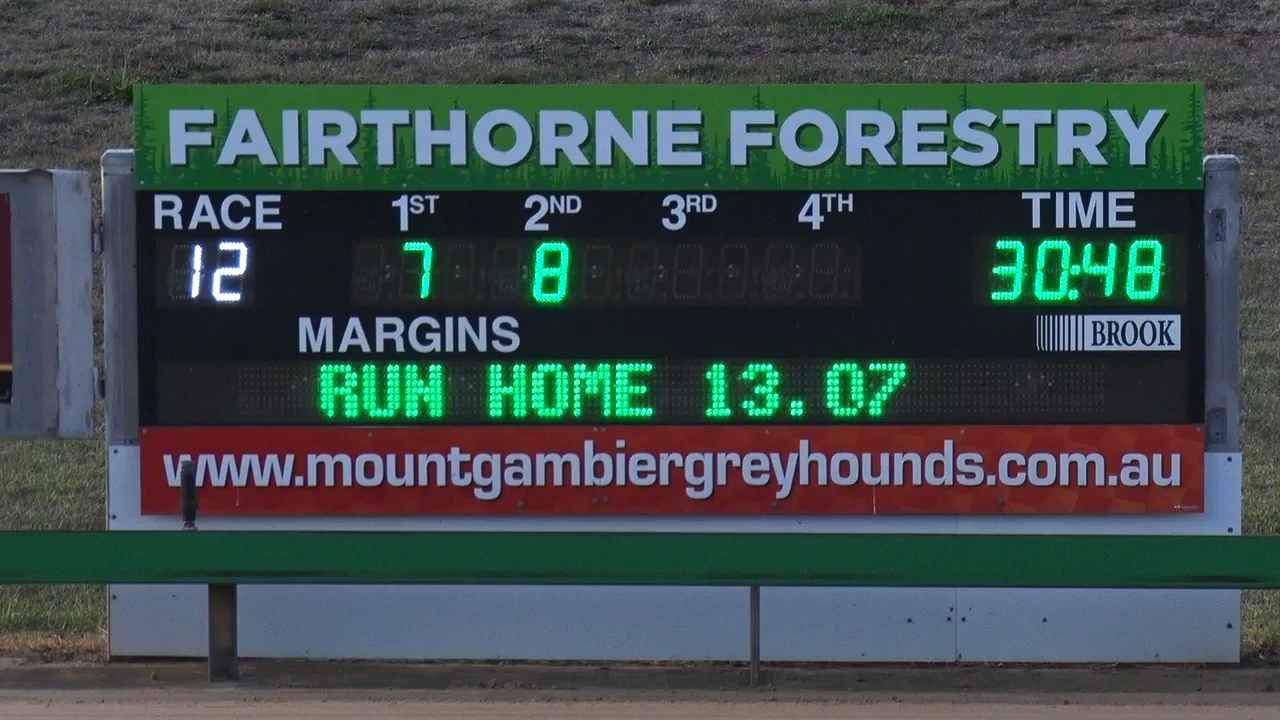 FAIRTHORNE FORESTRY
RACE 1ST 2ND 3RD 4TH TIME
12 7 8 30:48
MARGINS BROOK
RUN HOME 13.07
www.mountgambiergreyhounds.com.au